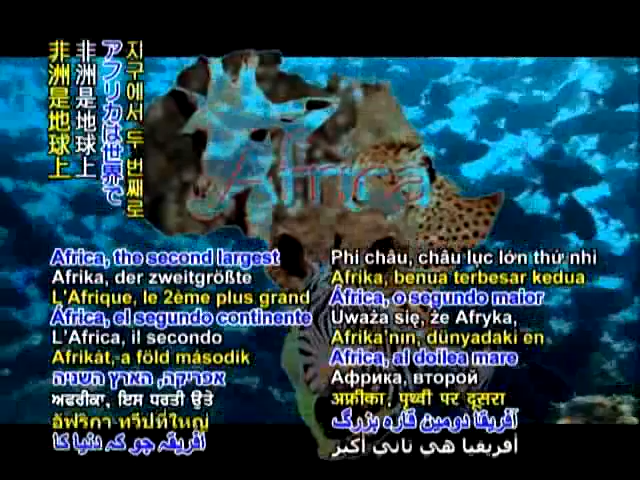 지구에서 두 번째로
アフリカは世界で
非洲是地球上
非洲是地球上
Africa
Africa, the second largest
Afrika, der zweitgrößte
L'Afrique, le 2ème plus grand
África, el segundo continente
L'Africa, il secondo
Afrikát, a föld második
אפריקה, הארץ השניה
ਅਫਰੀਕਾ, ਇਸ ਧਰਤੀ ਉਤੇ
อัฟริกา ทวีปที่ใหญ่
افریقہ جو کہ دنیا کا
Phi châu, châu lục lớn thứ nhì
Afrika, benua terbesar kedua
África, o segundo maior
Uważa się, że Afryka,
Afrika'nın, dünyadaki en
Africa, al doilea mare
Африка, второй
अफ़्रीका, पृथ्वी पर दूसरा
آفریقا دومین قاره بزرگ
افريقيا هي ثاني أكبر